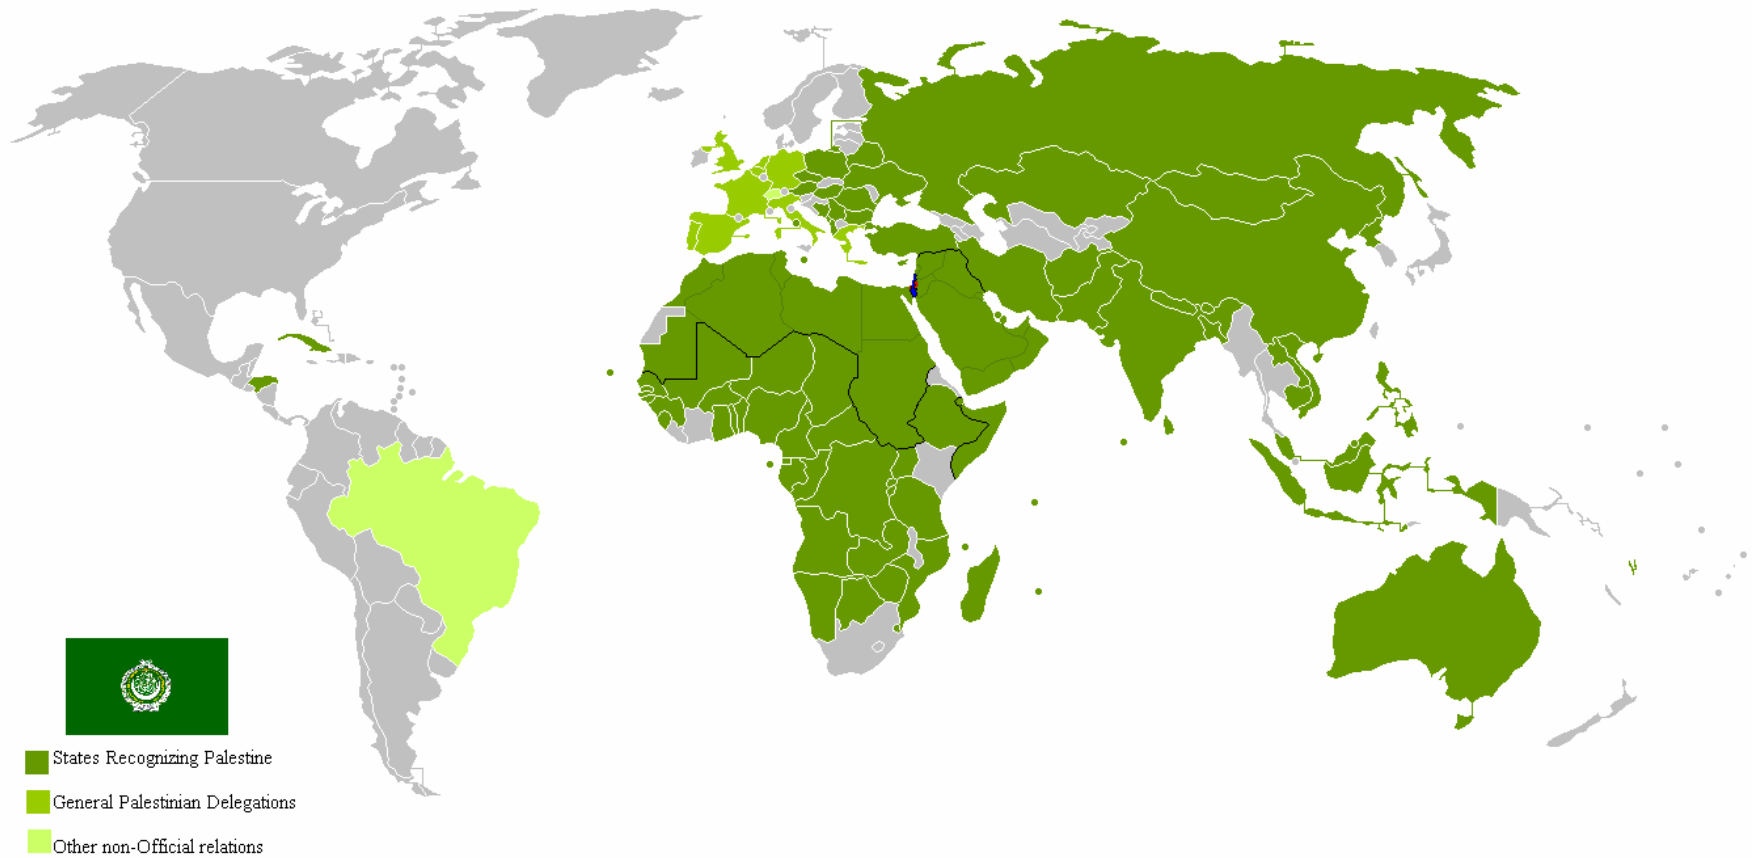 States Recognizing Palestine
General Palestinian Delegations
Other non-Official relations